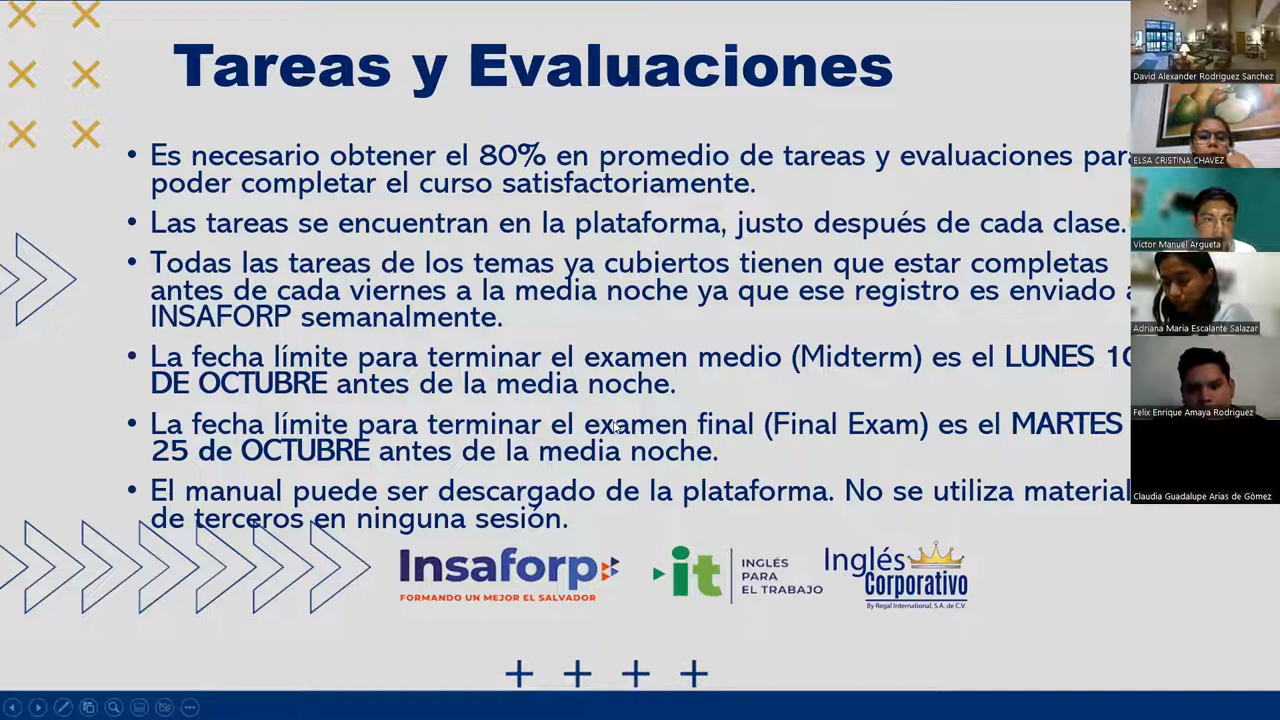 Tareas y Evaluaciones
• Es necesario obtener el 80% en promedio de tareas y evaluaciones para
poder completar el curso satisfactoriamente.
• Las tareas se encuentran en la plataforma, justo después de cada clase.
• Todas las tareas de los temas ya cubiertos tienen que estar completas
antes de cada viernes a la media noche ya que ese registro es enviado a
INSAFORP semanalmente.
• La fecha límite para terminar el examen medio (Midterm) es el LUNES 10
DE OCTUBRE antes de la media noche.
• La fecha límite para terminar el examen final (Final Exam) es el MARTES
25 de OCTUBRE antes de la media noche.
• El manual puede ser descargado de la plataforma. No se utiliza material
de terceros en ninguna sesión.
Insaforp
FORMANDO UN MEJOR EL SALVADOR
it
INGLÉS
PARA
EL TRABAJO
Inglés
Corporativo
By Regal International, S.A. de C.V.
David Alexander Rodriguez Sanchez
ELSA CRISTINA CHAVEZ
Víctor Manuel Argueta
Adriana Maria Escalante Salazar
Felix Enrique Amaya Rodriguez
Claudia Guadalupe Arias de Gómez